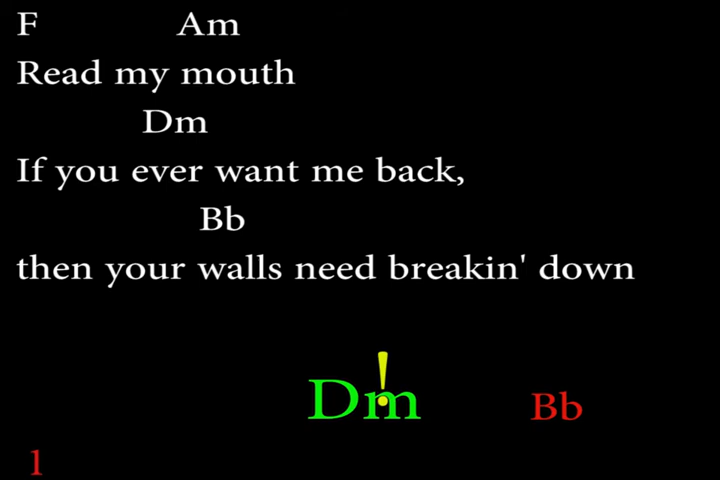 F Am
Read my mouth
Dm
If you ever want me back,
Bb
then your walls need breakin' down
Dm
!
Bb
1